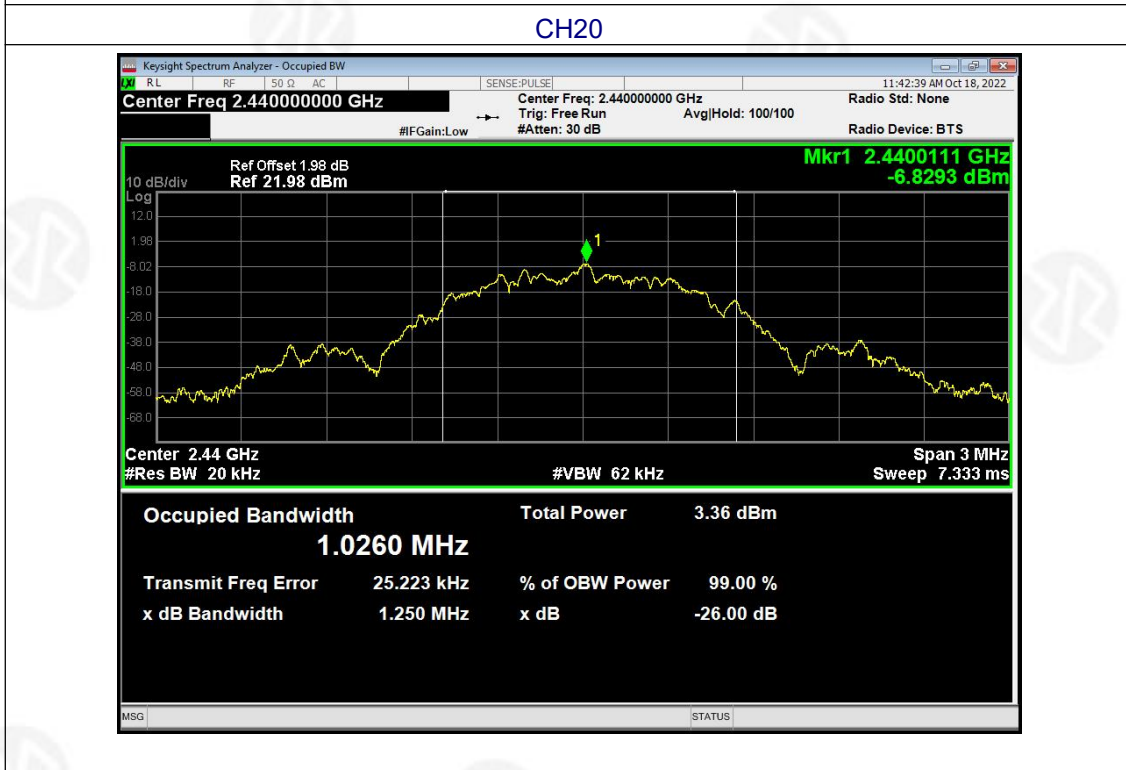 CH20
Keysight Spectrum Analyzer - Occupied BW
LXI RL RF 50 Ω AC SENSE:PULSE 11:42:39 AM Oct 18, 2022
Center Freq 2.440000000 GHz Center Freq: 2.440000000 GHz Radio Std: None
Trig: Free Run Avg|Hold: 100/100
#IFGain:Low #Atten: 30 dB Radio Device: BTS
Ref Offset 1.98 dB Mkr1 2.4400111 GHz
10 dB/div Ref 21.98 dBm -6.8293 dBm
Log
12.0
1.98
1
-8.02
-18.0
-28.0
-38.0
-48.0
-58.0
-68.0
Center 2.44 GHz Span 3 MHz
#Res BW 20 kHz #VBW 62 kHz Sweep 7.333 ms
Occupied Bandwidth Total Power 3.36 dBm
1.0260 MHz
Transmit Freq Error 25.223 kHz % of OBW Power 99.00 %
x dB Bandwidth 1.250 MHz x dB -26.00 dB
MSG STATUS